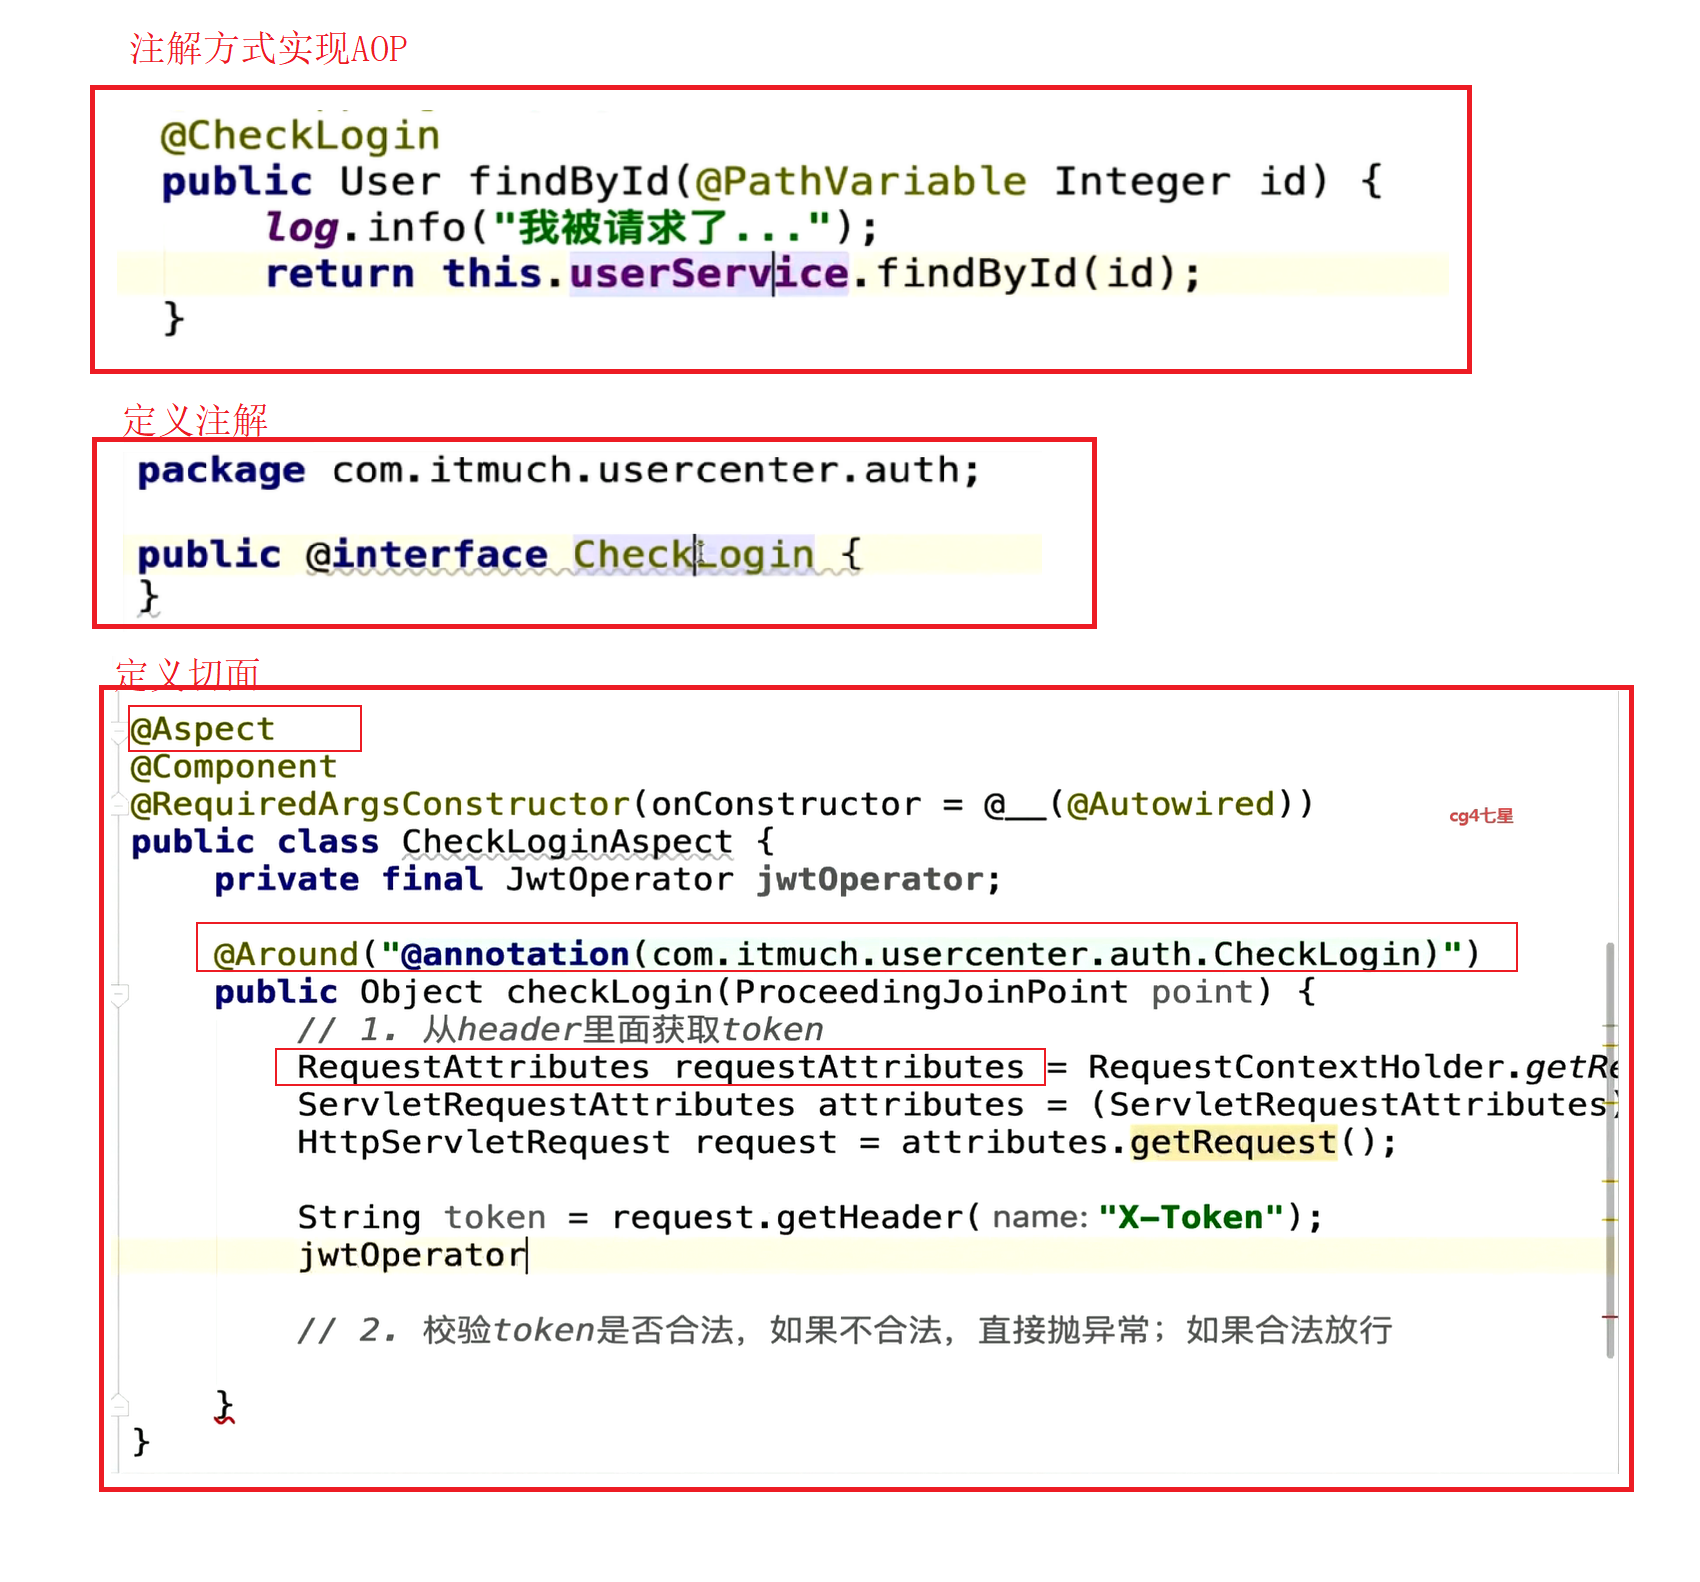 注解方式实现AOP
@CheckLogin
public User findById(@PathVariable Integer id) {
log.info("我被请求了...");
return this.userService.findById(id);
}
定义注解
package com.itmuch.usercenter.auth;
public @interface CheckLogin {
}
定义切面
@Aspect
@Component
@RequiredArgsConstructor(onConstructor = @__(@Autowired))
cg4七星
public class CheckLoginAspect {
private final JwtOperator jwtOperator;
@Around("@annotation(com.itmuch.usercenter.auth.CheckLogin)")
public Object checkLogin(ProceedingJoinPoint point) {
// 1. 从header里面获取token
RequestAttributes requestAttributes = RequestContextHolder.getRe
ServletRequestAttributes attributes = (ServletRequestAttributes)
HttpServletRequest request = attributes.getRequest();
String token = request.getHeader( name: "X-Token");
jwtOperator
// 2. 校验token是否合法，如果不合法，直接抛异常；如果合法放行
}
}